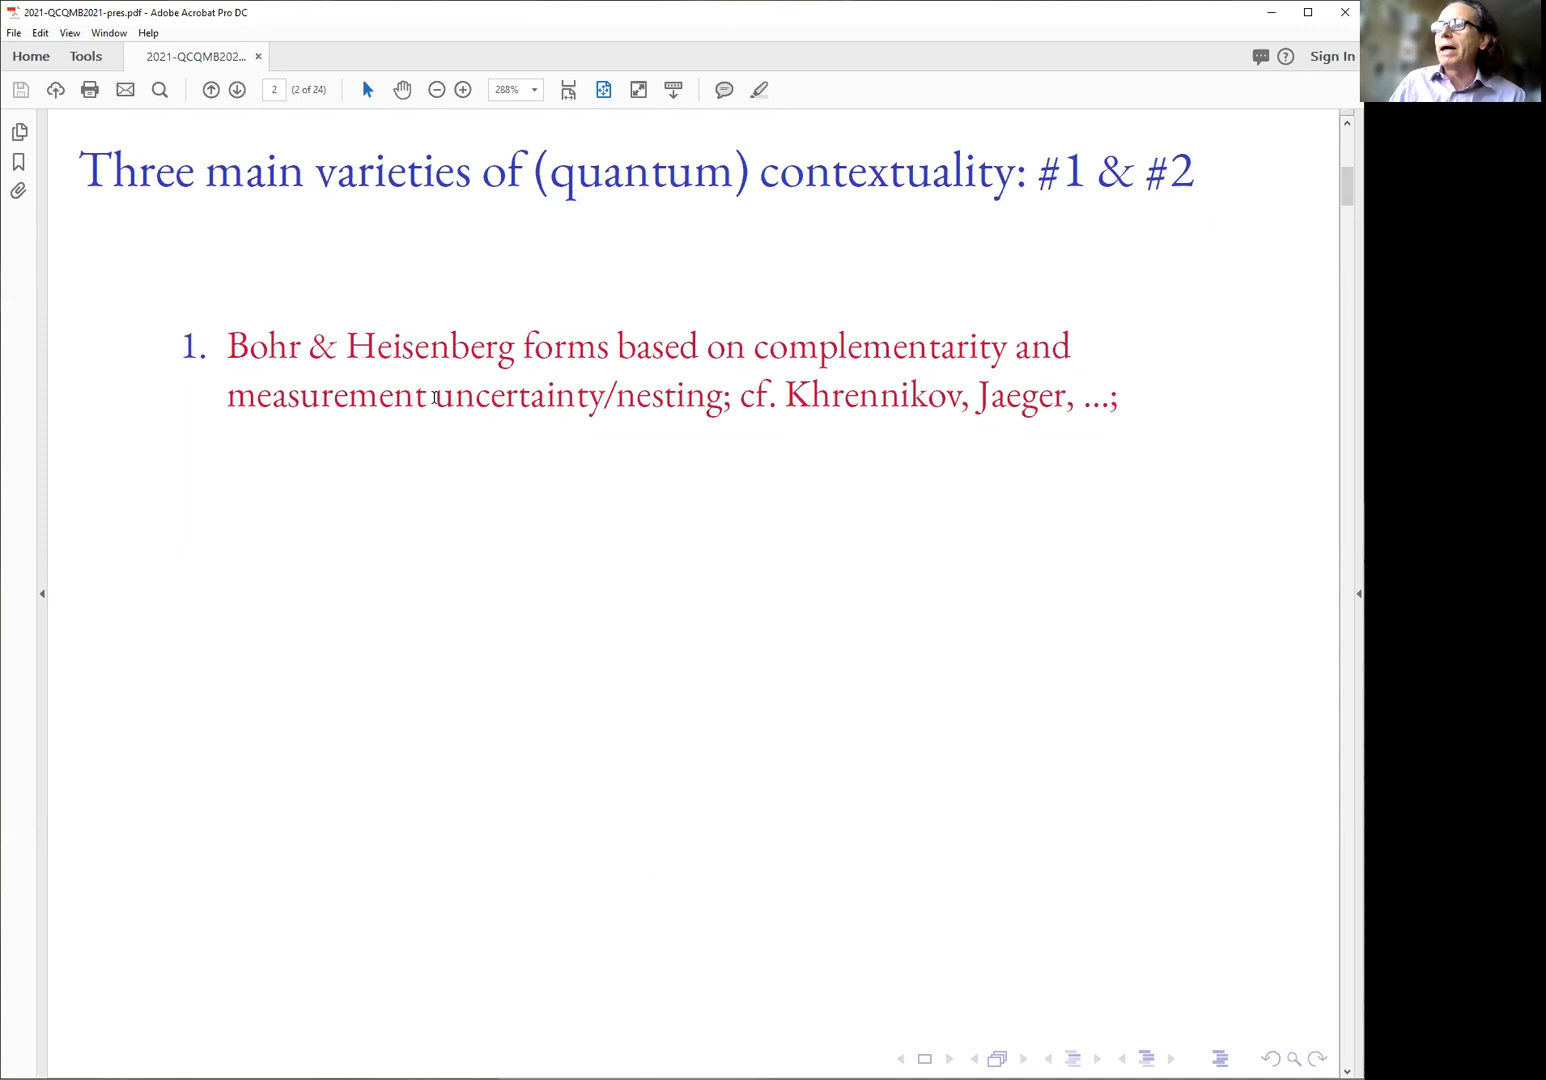 2021-QCQMB2021-pres.pdf - Adobe Acrobat Pro DC
File Edit View Window Help
Home Tools 2021-QCQMB202... × Sign In
2 (2 of 24) 288%
Three main varieties of (quantum) contextuality: #1 & #2
1. Bohr & Heisenberg forms based on complementarity and
measurement uncertainty/nesting; cf. Khrennikov, Jaeger, ...;